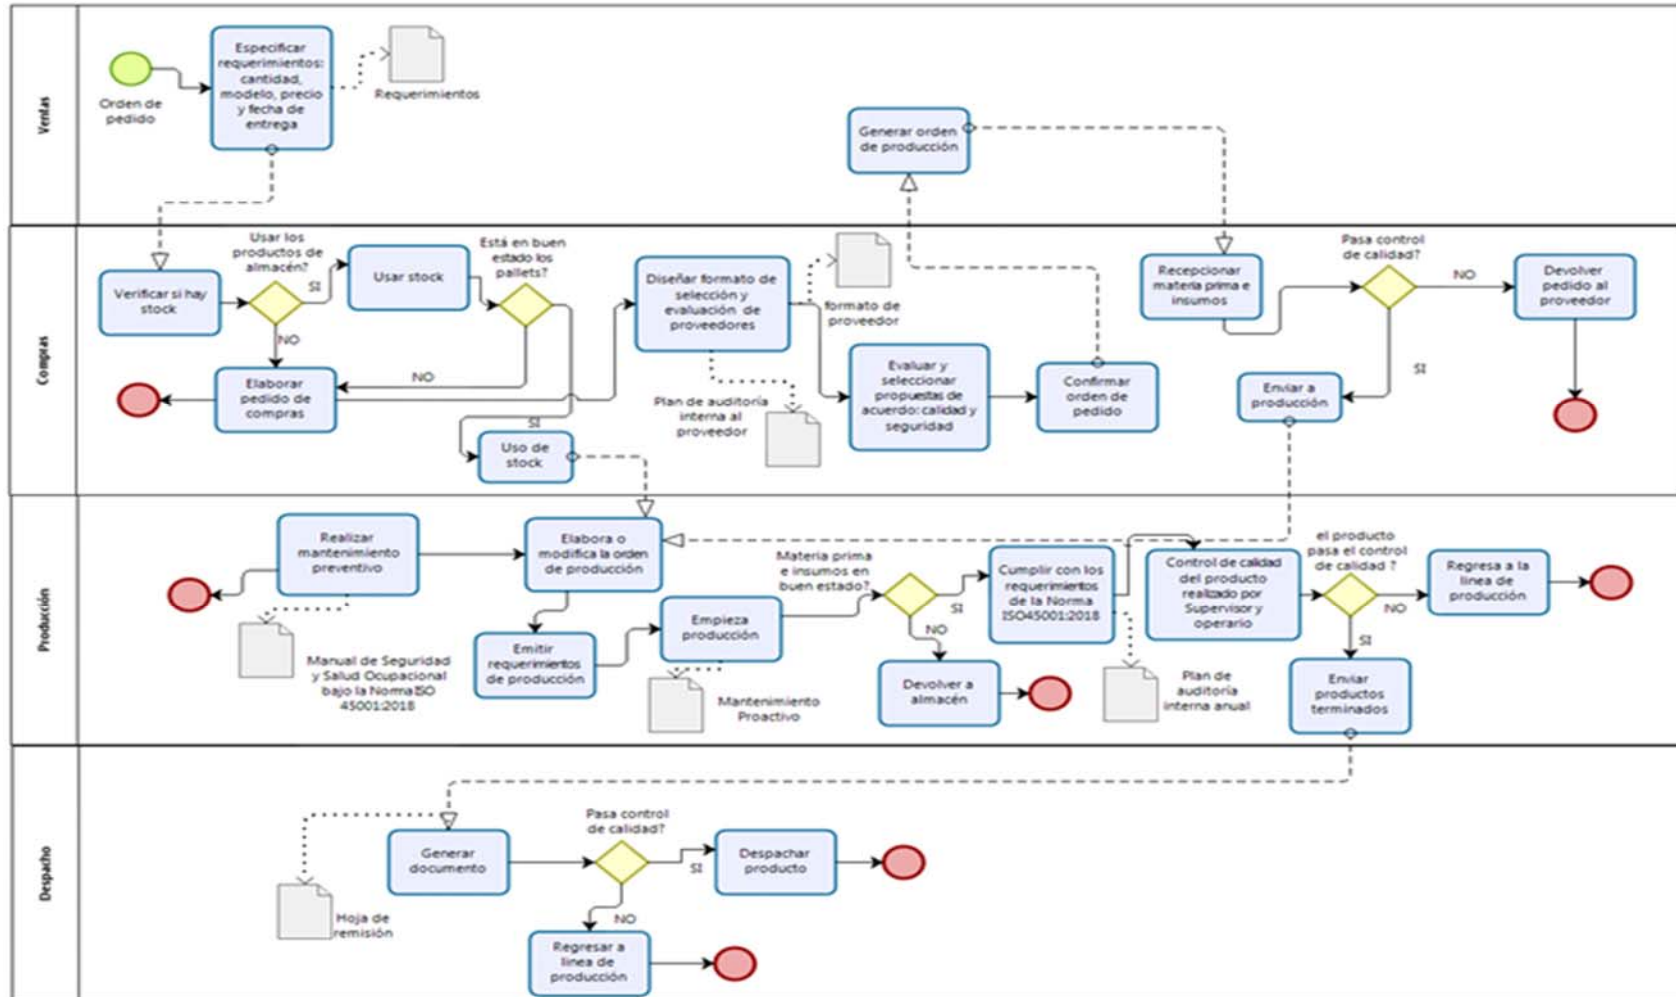 Ventas
Orden de
pedido
Especificar
requerimientos:
cantidad,
modelo, precio
y fecha de
entrega
Requerimientos
Generar orden
de producción
Compras
Verificar si hay
stock
Usar los
productos de
almacén?
SI
NO
Usar stock
Está en buen
estado los
pallets?
NO
SI
Elaborar
pedido de
compras
Uso de
stock
Diseñar formato de
selección y
evaluación de
proveedores
formato de
proveedor
Plan de auditoría
interna al
proveedor
Evaluar y
seleccionar
propuestas de
acuerdo: calidad y
seguridad
Confirmar
orden de
pedido
Recepcionar
materia prima e
insumos
Pasa control
de calidad?
NO
SI
Devolver
pedido al
proveedor
Enviar a
producción
Producción
Realizar
mantenimiento
preventivo
Manual de Seguridad
y Salud Ocupacional
bajo la Norma ISO
45001:2018
Elabora o
modifica la orden
de producción
Emitir
requerimientos
de producción
Empieza
producción
Mantenimiento
Proactivo
Materia prima
e insumos en
buen estado?
SI
NO
Devolver a
almacén
Cumplir con los
requerimientos
de la Norma
ISO45001:2018
Plan de
auditoría
interna anual
Control de calidad
del producto
realizado por
Supervisor y
operario
el producto
pasa el control
de calidad ?
NO
SI
Regresa a la
linea de
producción
Enviar
productos
terminados
Despacho
Generar
documento
Hoja de
remisión
Pasa control
de calidad?
SI
NO
Despachar
producto
Regresar a
linea de
producción